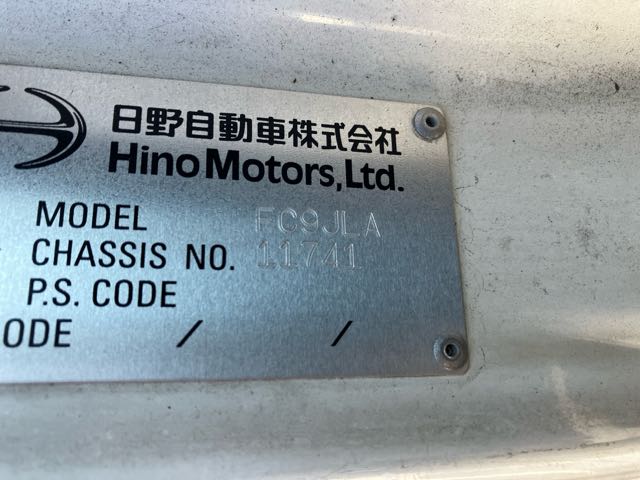 日野自動車株式会社
Hino Motors, Ltd.
MODEL FC9JLA
CHASSIS NO. 11741
P.S. CODE
ODE / /